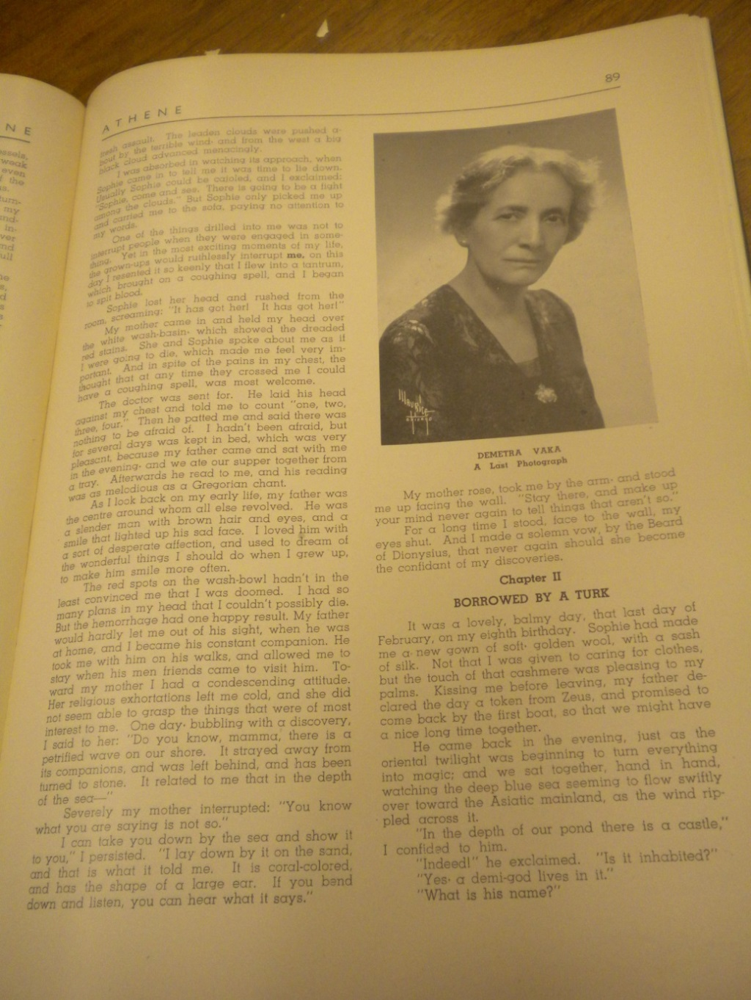 NE
ssels,
weak
even
f the
s.
turn-
my
nd-
in-
ver
nd
ull
ne
s,
d
s
ATHENE
89
fresh assault. The leaden clouds were pushed a-
bout by the terrible wind· and from the west a big
black cloud advanced menacingly.
I was absorbed in watching its approach, when
Sophie came in to tell me it was time to lie down.
Usually Sophie could be cajoled, and I exclaimed:
"Sophie, come and see. There is going to be a fight
among the clouds." But Sophie only picked me up
and carried me to the sofa, paying no attention to
my words.
One of the things drilled into me was not to
interrupt people when they were engaged in some-
thing. Yet in the most exciting moments of my life,
the grown-ups would ruthlessly interrupt me, on this
day I resented it so keenly that I flew into a tantrum,
which brought on a coughing spell, and I began
to spit blood.
Sophie lost her head and rushed from the
room, screaming: "It has got her! It has got her!"
My mother came in and held my head over
the white wash-basin· which showed the dreaded
red stains. She and Sophie spoke about me as if
I were going to die, which made me feel very im-
portant. And in spite of the pains in my chest, the
thought that at any time they crossed me I could
have a coughing spell, was most welcome.
The doctor was sent for. He laid his head
against my chest and told me to count "one, two,
three, four." Then he patted me and said there was
nothing to be afraid of. I hadn't been afraid, but
for several days was kept in bed, which was very
pleasant, because my father came and sat with me
in the evening· and we ate our supper together from
a tray. Afterwards he read to me, and his reading
was as melodious as a Gregorian chant.
As I look back on my early life, my father was
the centre around whom all else revolved. He was
a slender man with brown hair and eyes, and a
smile that lighted up his sad face. I loved him with
a sort of desperate affection, and used to dream of
the wonderful things I should do when I grew up,
to make him smile more often.
The red spots on the wash-bowl hadn't in the
least convinced me that I was doomed. I had so
many plans in my head that I couldn't possibly die.
But the hemorrhage had one happy result. My father
would hardly let me out of his sight, when he was
at home, and I became his constant companion. He
took me with him on his walks, and allowed me to
stay when his men friends came to visit him. To-
ward my mother I had a condescending attitude.
Her religious exhortations left me cold, and she did
not seem able to grasp the things that were of most
interest to me. One day· bubbling with a discovery,
I said to her: "Do you know, mamma, there is a
petrified wave on our shore. It strayed away from
its companions, and was left behind, and has been
turned to stone. It related to me that in the depth
of the sea—"
Severely my mother interrupted: "You know
what you are saying is not so."
I can take you down by the sea and show it
to you," I persisted. "I lay down by it on the sand,
and that is what it told me. It is coral-colored,
and has the shape of a large ear. If you bend
down and listen, you can hear what it says."
Maurice
DEMETRA VAKA
A Last Photograph
My mother rose, took me by the arm· and stood
me up facing the wall. "Stay there, and make up
your mind never again to tell things that aren't so."
For a long time I stood, face to the wall, my
eyes shut. And I made a solemn vow, by the Beard
of Dionysius, that never again should she become
the confidant of my discoveries.
Chapter II
BORROWED BY A TURK
It was a lovely, balmy day, that last day of
February, on my eighth birthday. Sophie had made
me a new gown of soft· golden wool, with a sash
of silk. Not that I was given to caring for clothes,
but the touch of that cashmere was pleasing to my
palms. Kissing me before leaving, my father de-
clared the day a token from Zeus, and promised to
come back by the first boat, so that we might have
a nice long time together.
He came back in the evening, just as the
oriental twilight was beginning to turn everything
into magic; and we sat together, hand in hand,
watching the deep blue sea seeming to flow swiftly
over toward the Asiatic mainland, as the wind rip-
pled across it.
"In the depth of our pond there is a castle,"
I confided to him.
"Indeed!" he exclaimed. "Is it inhabited?"
"Yes· a demi-god lives in it."
"What is his name?"